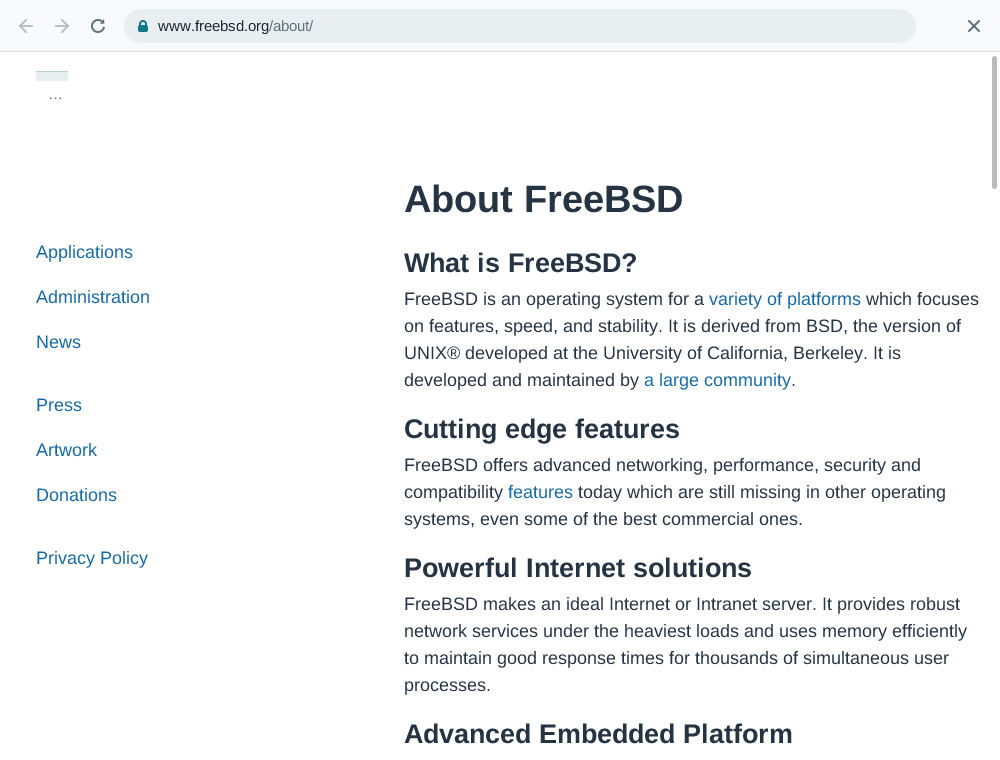 www.freebsd.org/about/
...
Applications
Administration
News
Press
Artwork
Donations
Privacy Policy
About FreeBSD
What is FreeBSD?
FreeBSD is an operating system for a variety of platforms which focuses
on features, speed, and stability. It is derived from BSD, the version of
UNIX® developed at the University of California, Berkeley. It is
developed and maintained by a large community.
Cutting edge features
FreeBSD offers advanced networking, performance, security and
compatibility features today which are still missing in other operating
systems, even some of the best commercial ones.
Powerful Internet solutions
FreeBSD makes an ideal Internet or Intranet server. It provides robust
network services under the heaviest loads and uses memory efficiently
to maintain good response times for thousands of simultaneous user
processes.
Advanced Embedded Platform